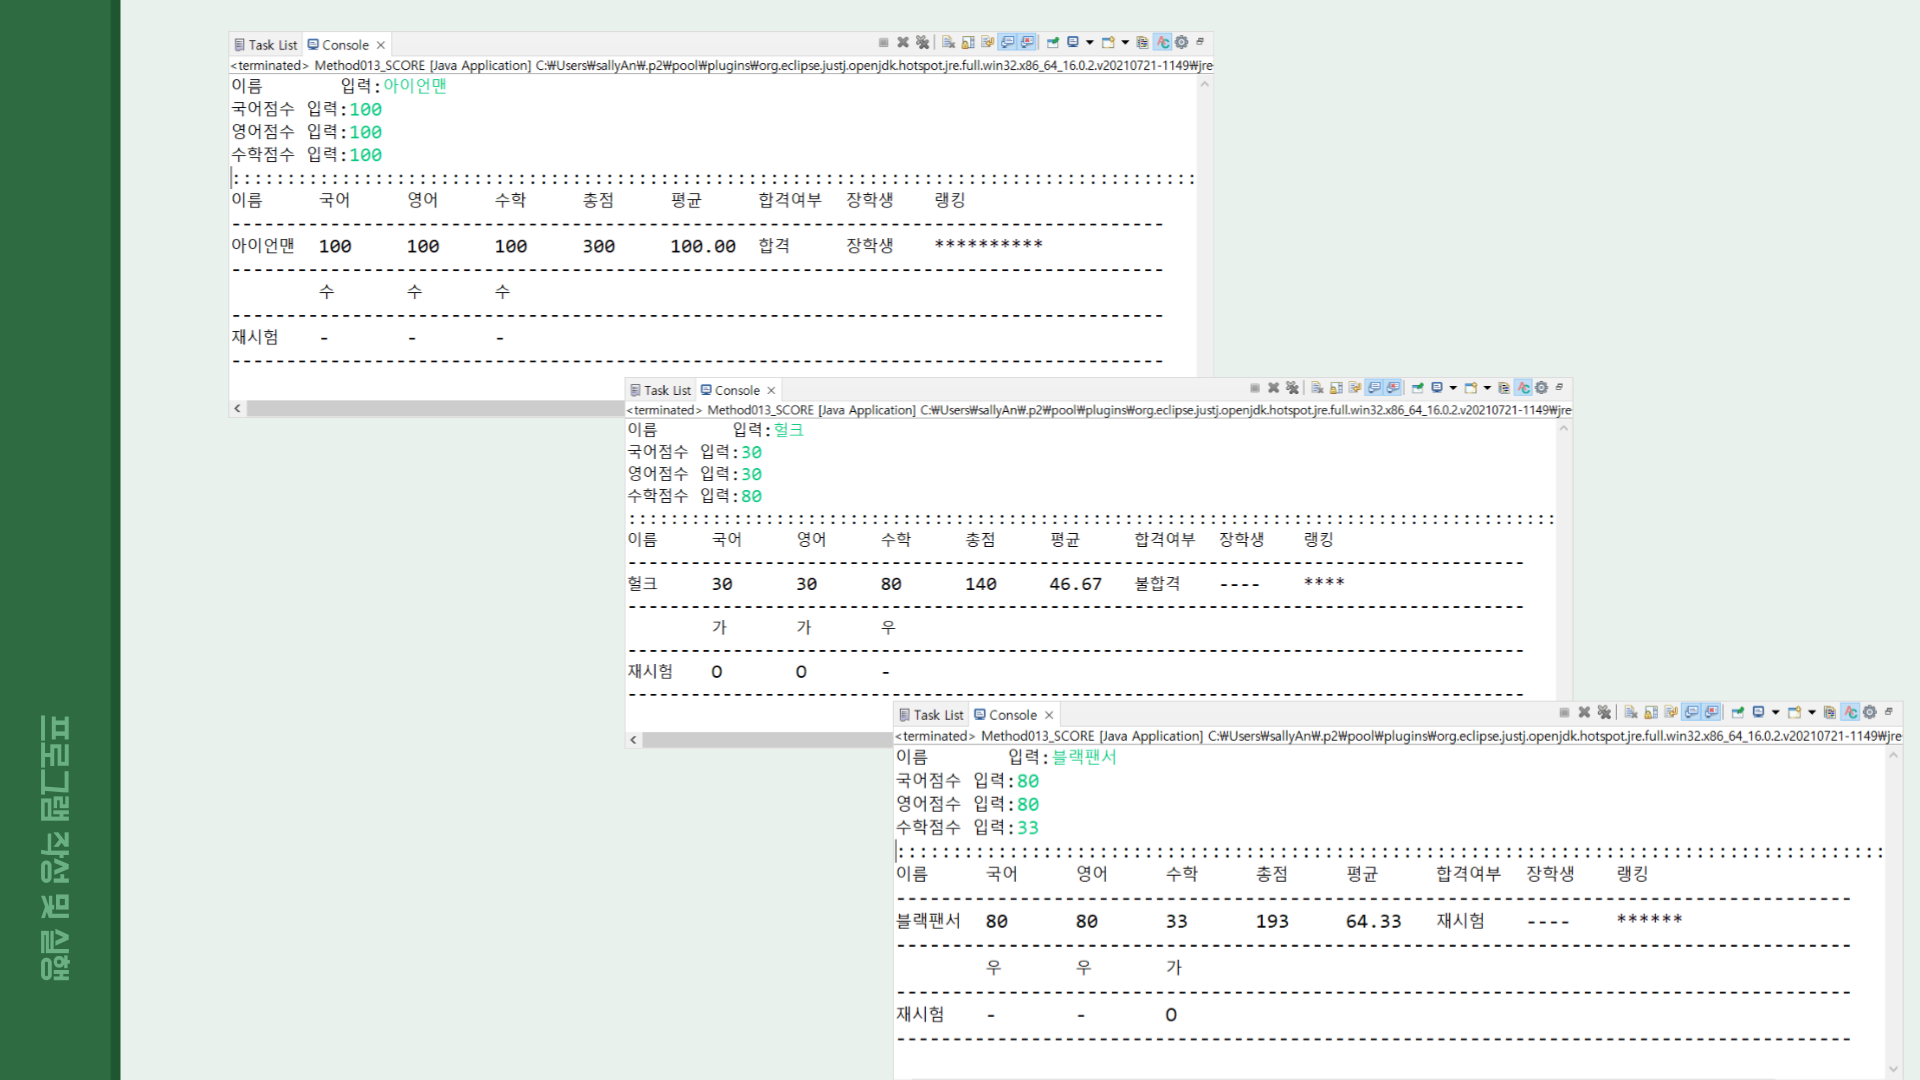 프로그램 작성 및 실행
Task List Console
<terminated> Method013_SCORE [Java Application] C:₩Users₩sallyAn₩.p2₩pool₩plugins₩org.eclipse.justj.openjdk.hotspot.jre.full.win32.x86_64_16.0.2.v20210721-1149₩jre
이름 입력:아이언맨
국어점수 입력:100
영어점수 입력:100
수학점수 입력:100
::::::::::::::::::::::::::::::::::::::::::::::::::::::::::::::::::::::::::::::::::::::::
이름 국어 영어 수학 총점 평균 합격여부 장학생 랭킹
-------------------------------------------------------------------------------------
아이언맨 100 100 100 300 100.00 합격 장학생 **********
-------------------------------------------------------------------------------------
수 수 수
-------------------------------------------------------------------------------------
재시험 - - -
-------------------------------------------------------------------------------------
Task List Console
<terminated> Method013_SCORE [Java Application] C:₩Users₩sallyAn₩.p2₩pool₩plugins₩org.eclipse.justj.openjdk.hotspot.jre.full.win32.x86_64_16.0.2.v20210721-1149₩jre
이름 입력:헐크
국어점수 입력:30
영어점수 입력:30
수학점수 입력:80
::::::::::::::::::::::::::::::::::::::::::::::::::::::::::::::::::::::::::::::::::::::::
이름 국어 영어 수학 총점 평균 합격여부 장학생 랭킹
-------------------------------------------------------------------------------------
헐크 30 30 80 140 46.67 불합격 ---- ****
-------------------------------------------------------------------------------------
가 가 우
-------------------------------------------------------------------------------------
재시험 O O -
-------------------------------------------------------------------------------------
Task List Console
<terminated> Method013_SCORE [Java Application] C:₩Users₩sallyAn₩.p2₩pool₩plugins₩org.eclipse.justj.openjdk.hotspot.jre.full.win32.x86_64_16.0.2.v20210721-1149₩jre
이름 입력:블랙팬서
국어점수 입력:80
영어점수 입력:80
수학점수 입력:33
::::::::::::::::::::::::::::::::::::::::::::::::::::::::::::::::::::::::::::::::::::::::
이름 국어 영어 수학 총점 평균 합격여부 장학생 랭킹
-------------------------------------------------------------------------------------
블랙팬서 80 80 33 193 64.33 재시험 ---- ******
-------------------------------------------------------------------------------------
우 우 가
-------------------------------------------------------------------------------------
재시험 - - O
-------------------------------------------------------------------------------------